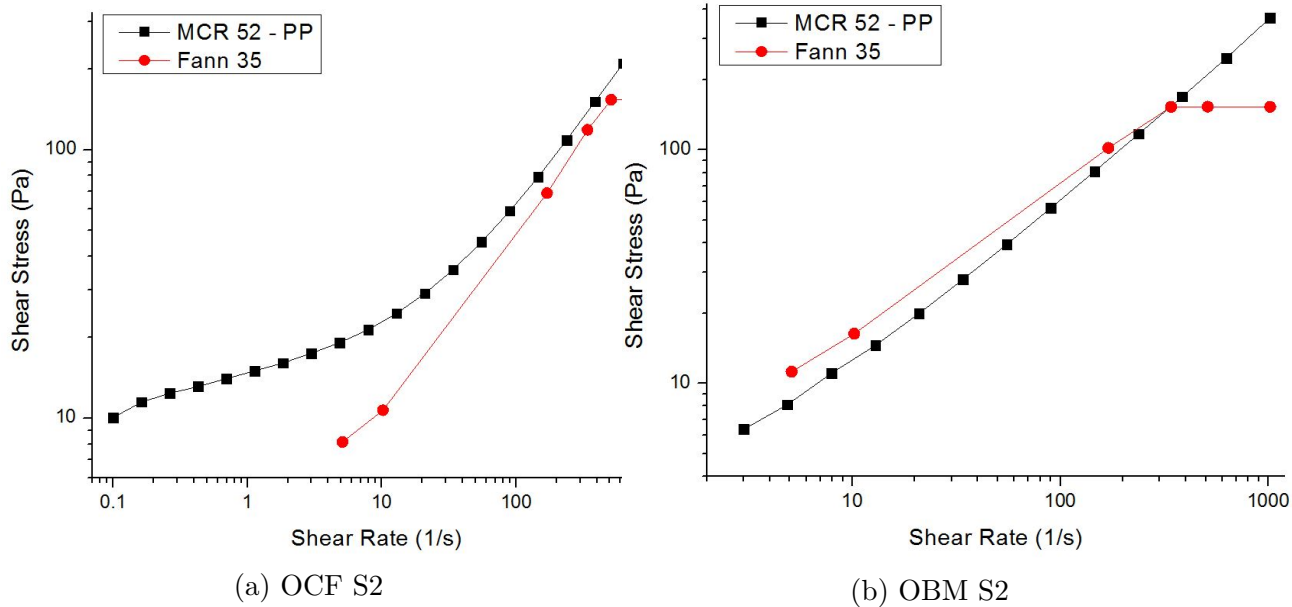 MCR 52 - PP
Fann 35
100
10
Shear Stress (Pa)
0.1
1
10
100
Shear Rate (1/s)
(a) OCF S2
MCR 52 - PP
Fann 35
100
10
Shear Stress (Pa)
10
100
1000
Shear Rate (1/s)
(b) OBM S2